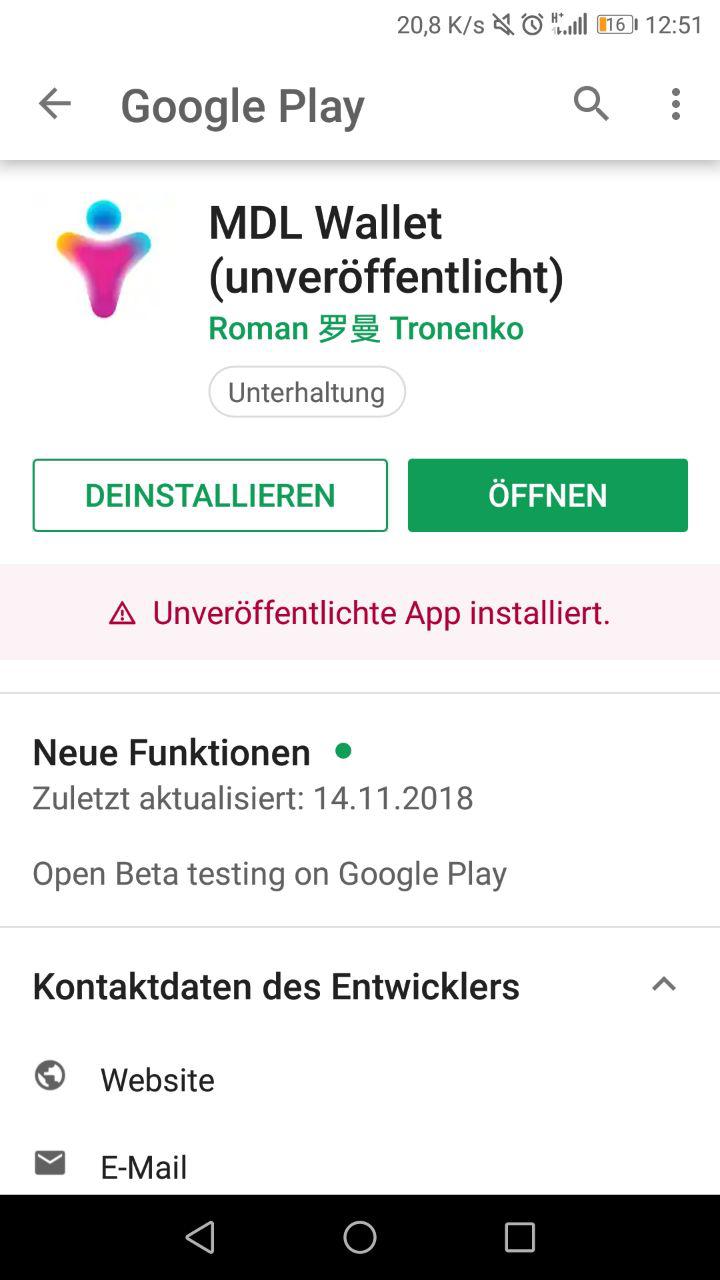 20,8 K/s H+ 16 12:51
Google Play
MDL Wallet
(unveröffentlicht)
Roman 罗曼 Tronenko
Unterhaltung
DEINSTALLIEREN
ÖFFNEN
Unveröffentlichte App installiert.
Neue Funktionen
Zuletzt aktualisiert: 14.11.2018
Open Beta testing on Google Play
Kontaktdaten des Entwicklers
Website
E-Mail